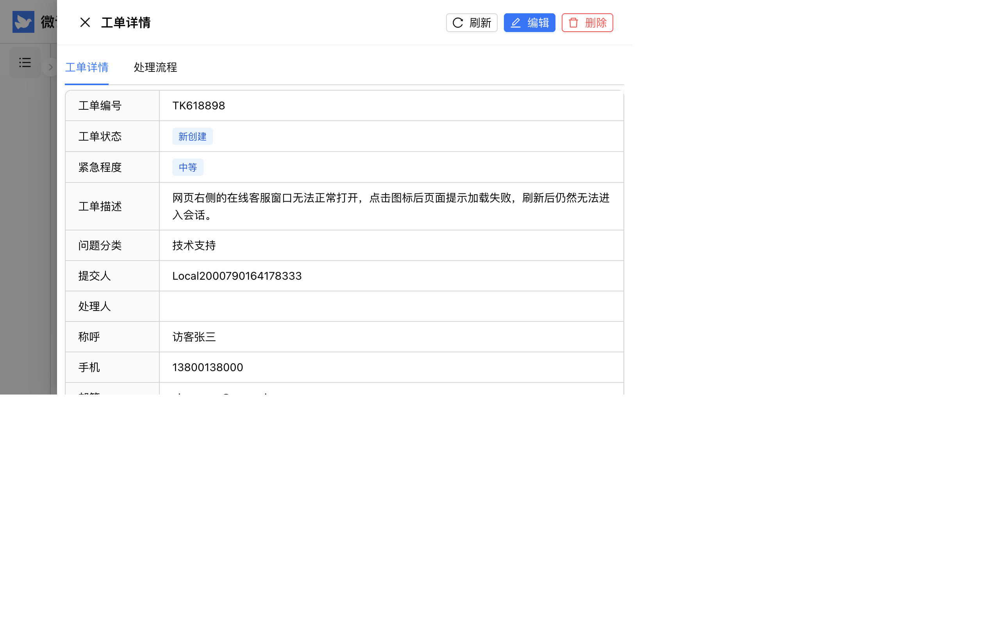 微
工单详情
刷新
编辑
删除
工单详情
处理流程
工单编号
TK618898
工单状态
新创建
紧急程度
中等
工单描述
网页右侧的在线客服窗口无法正常打开，点击图标后页面提示加载失败，刷新后仍然无法进
入会话。
问题分类
技术支持
提交人
Local2000790164178333
处理人
称呼
访客张三
手机
13800138000